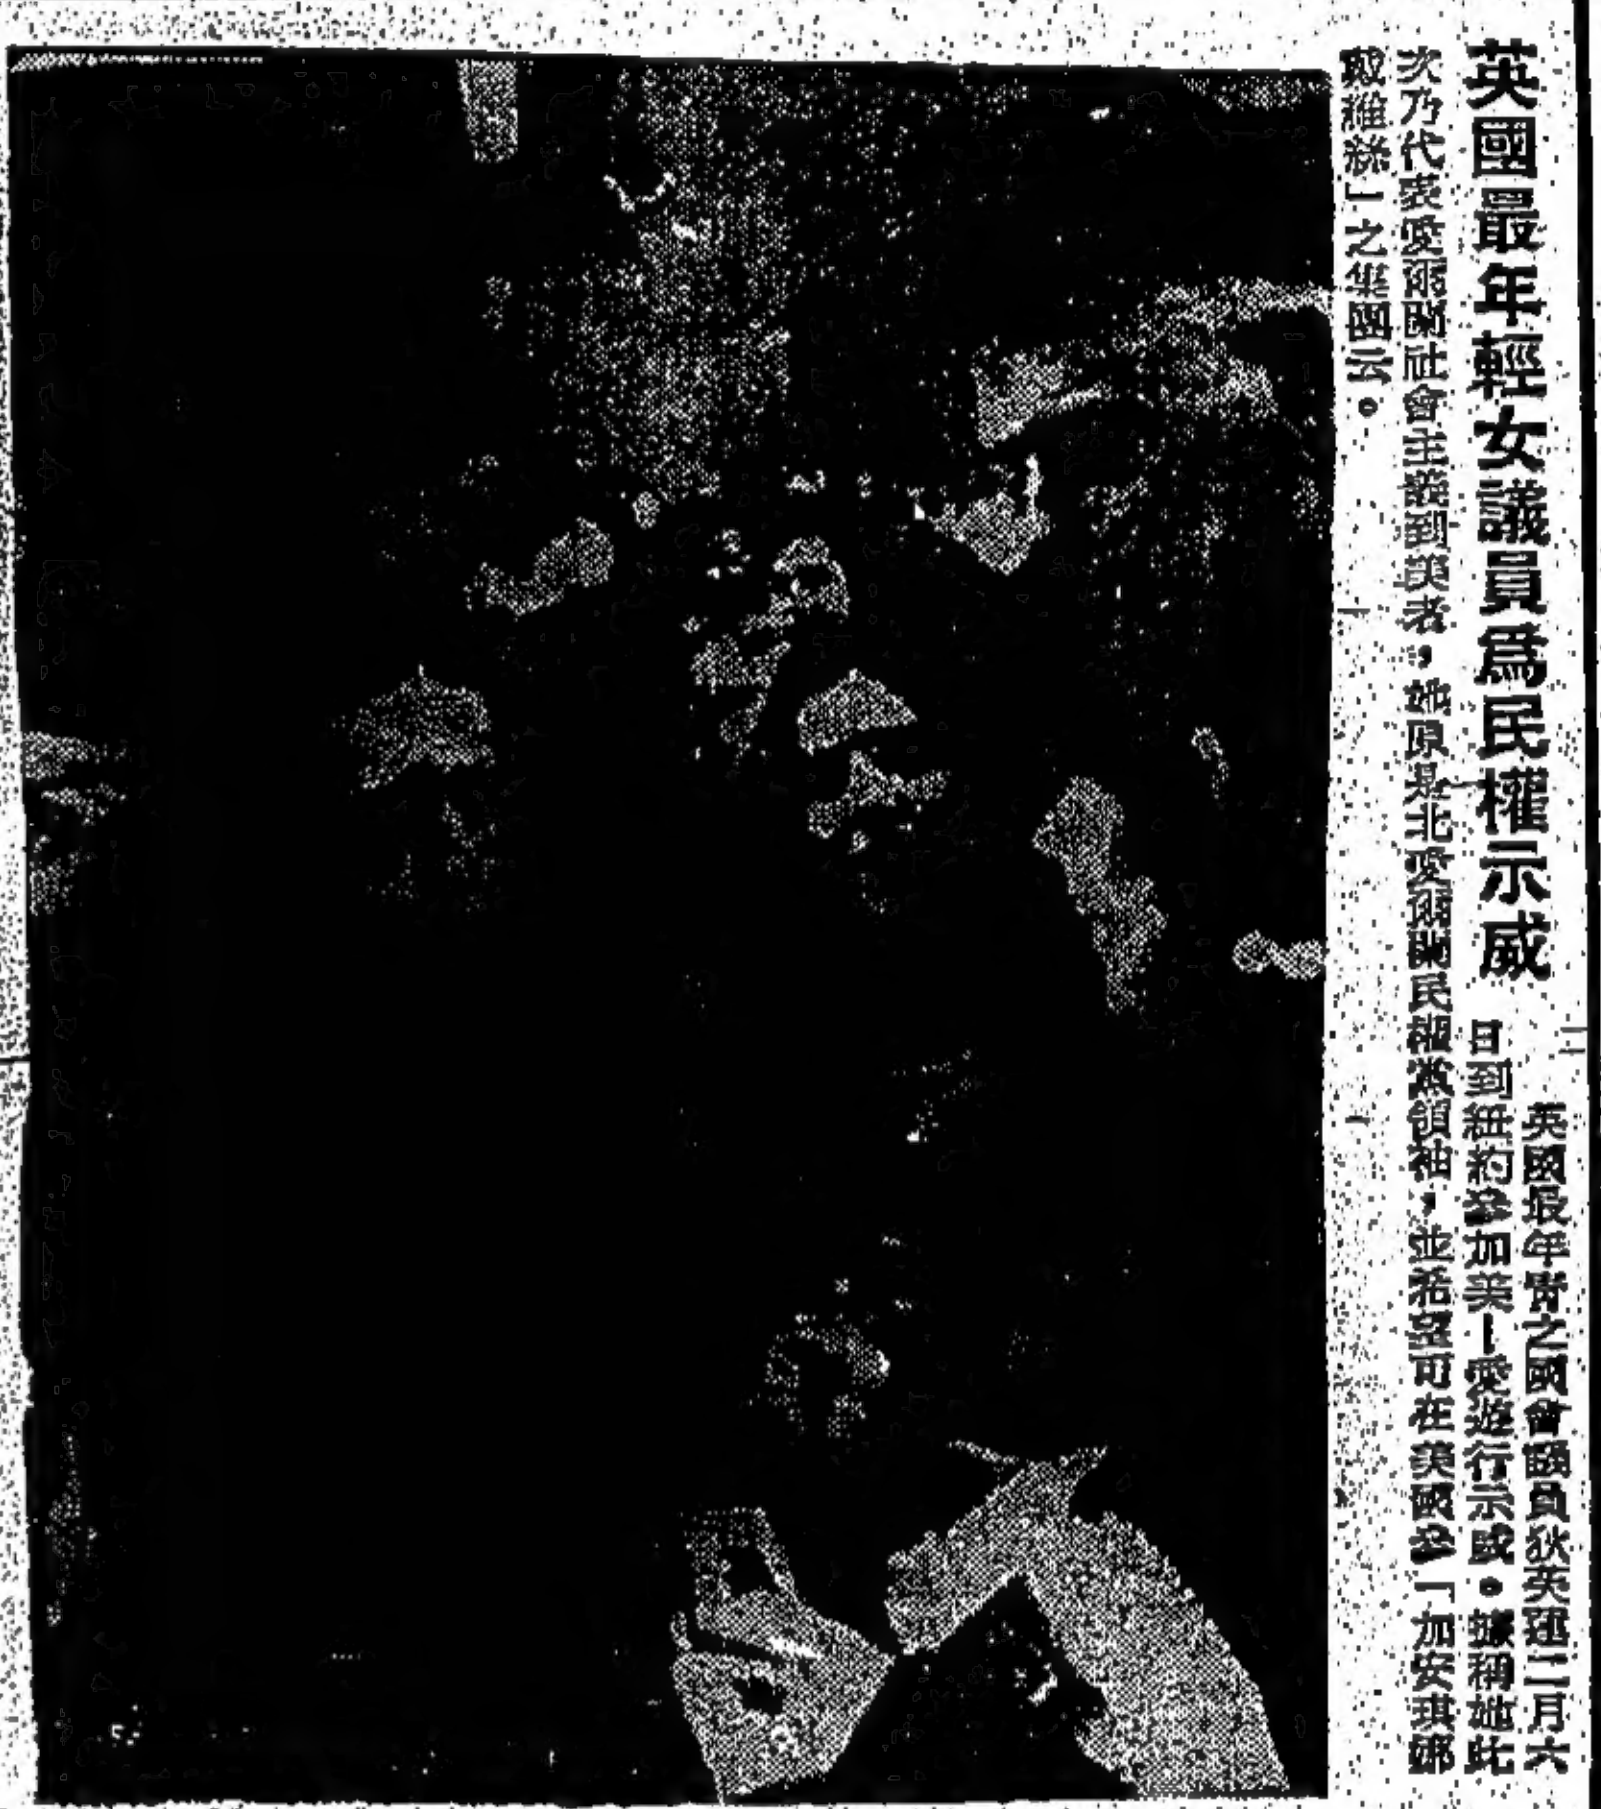 英國最年輕女議員爲民權示威
英國最年青之國會議員狄英廸二月六
日到紐約參加美－愛遊行示威。據稱她此
次乃代表愛爾蘭社會主義到美者，她原是北愛爾蘭民權黨領袖，並希望可在美國參「加安琪娜
戴維絲」之集團云。